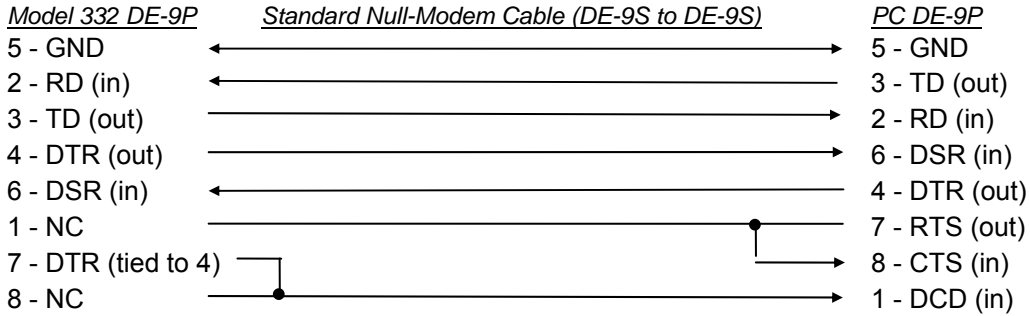 Model 332 DE-9P Standard Null-Modem Cable (DE-9S to DE-9S) PC DE-9P
5 - GND 5 - GND
2 - RD (in) 3 - TD (out)
3 - TD (out) 2 - RD (in)
4 - DTR (out) 6 - DSR (in)
6 - DSR (in) 4 - DTR (out)
1 - NC 7 - RTS (out)
7 - DTR (tied to 4) 8 - CTS (in)
8 - NC 1 - DCD (in)